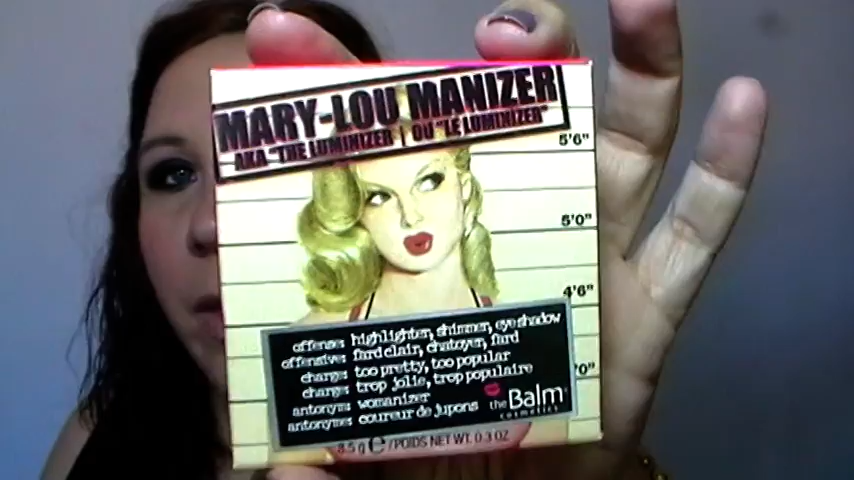 MARY-LOU MANIZER
AKA "THE LUMINIZER | OU "LE LUMINIZER"
5'6"
5'0"
4'6"
'0"
offense: highlighter, shimmer, eyeshadow
offensive: fard clair, chatoyer, fard
charge: too pretty, too popular
charge: trop jolie, trop populaire
antonym: womanizer
antonyme: coureur de jupons
theBalm®
cosmetics
8.5 g e /POIDS NET WT. 0.3 OZ